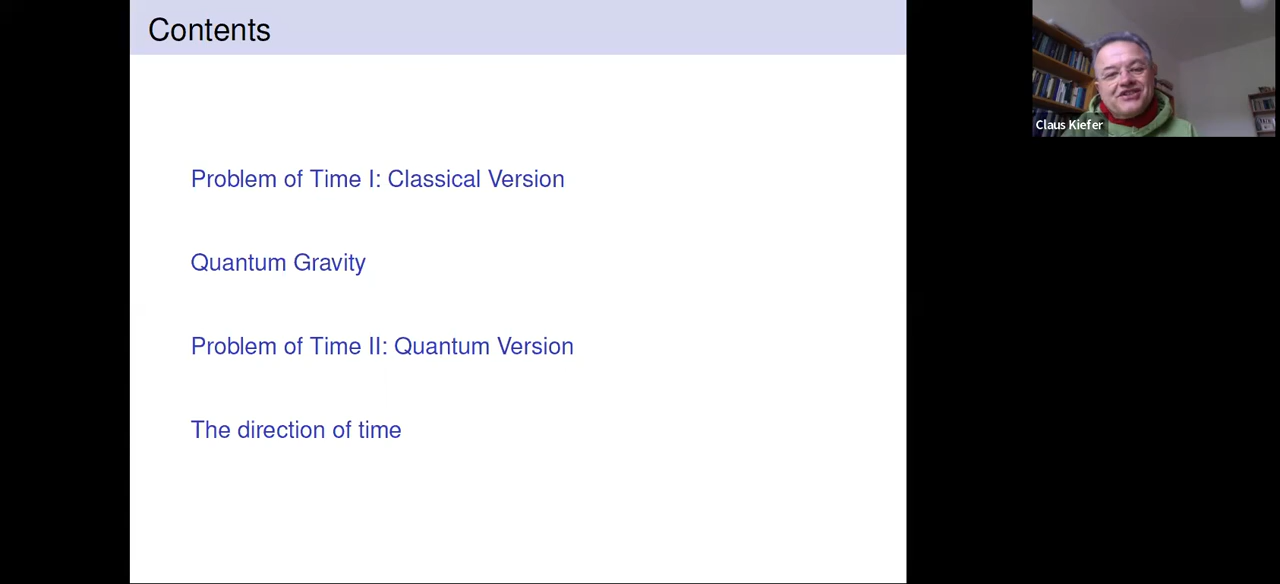 Contents
Claus Kiefer
Problem of Time I: Classical Version
Quantum Gravity
Problem of Time II: Quantum Version
The direction of time